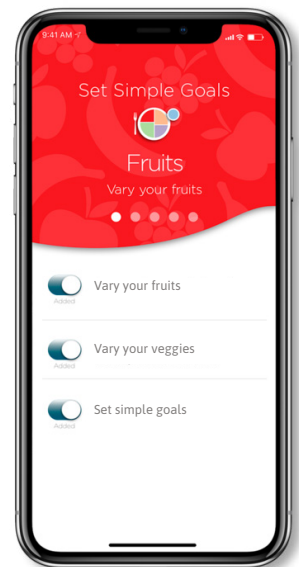 9:41 AM
Set Simple Goals
Fruits
Vary your fruits
Vary your fruits
Added
Vary your veggies
Added
Set simple goals
Added